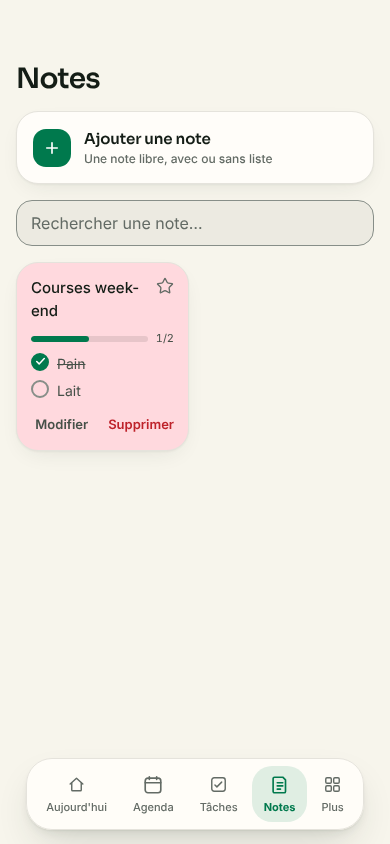 Notes
Ajouter une note
Une note libre, avec ou sans liste
Rechercher une note...
Courses week-
end
1/2
Pain
Lait
Modifier Supprimer
Aujourd'hui Agenda Tâches Notes Plus